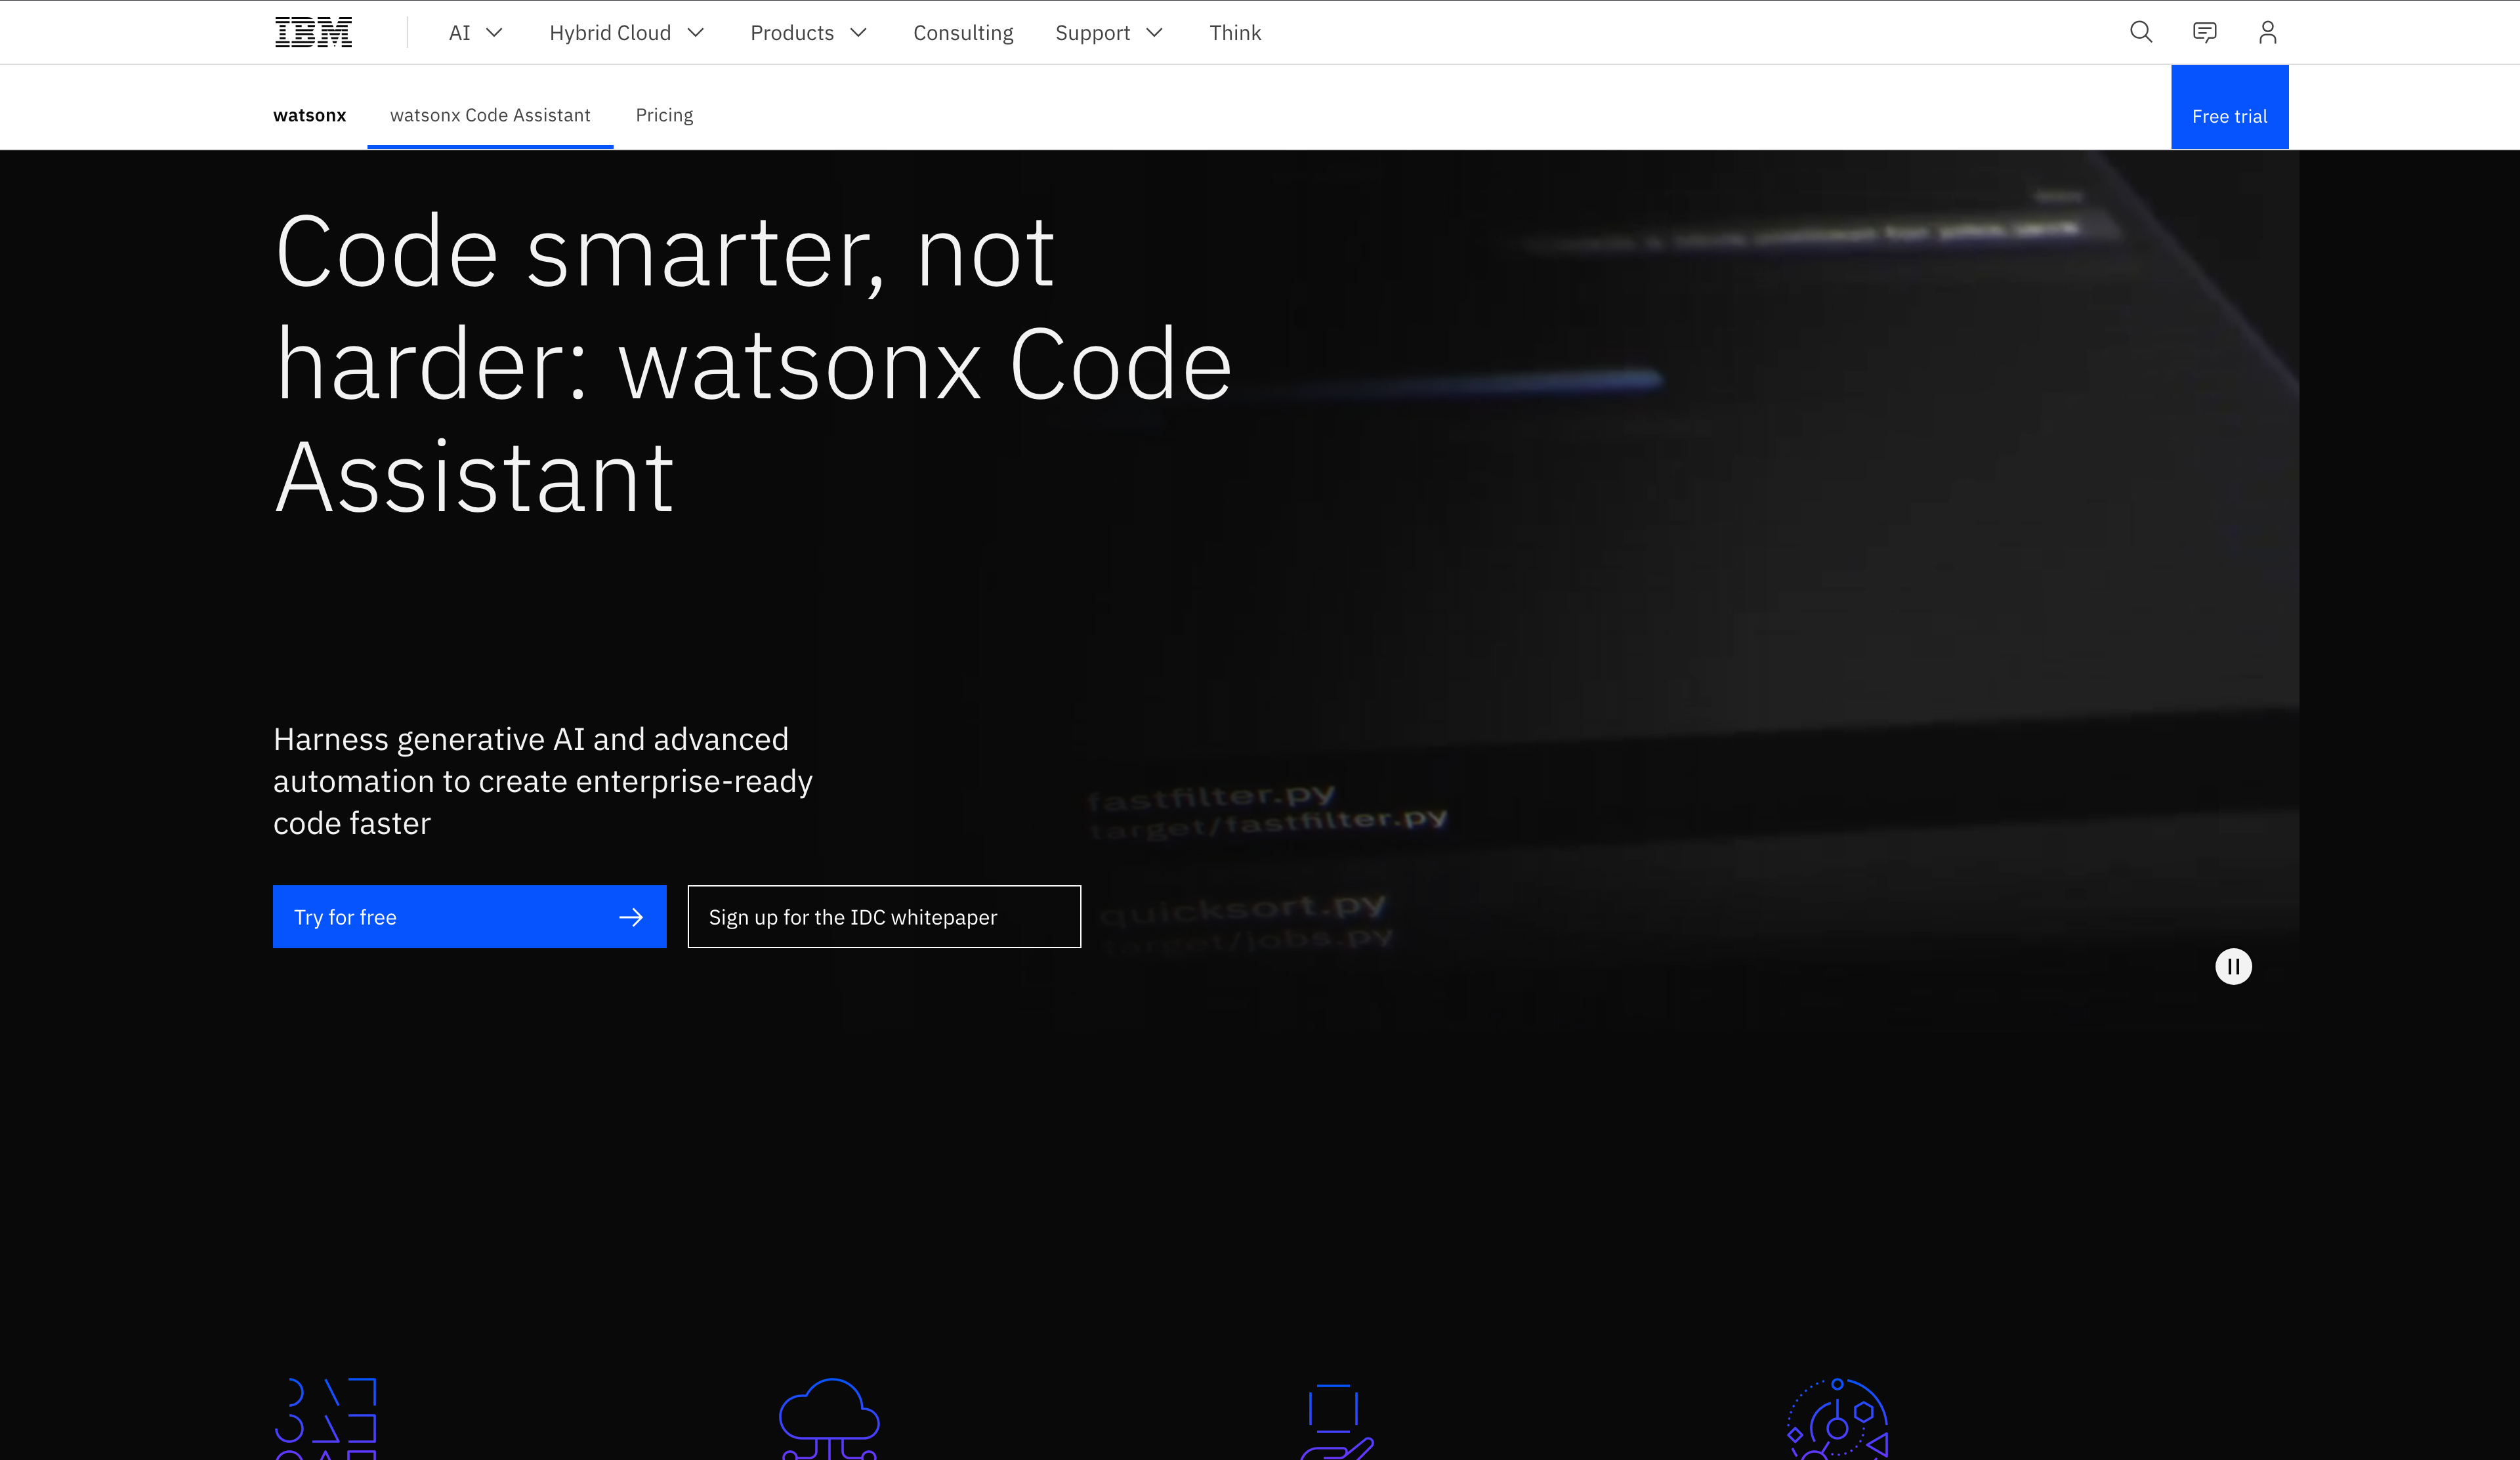 IBM
AI
Hybrid Cloud
Products
Consulting
Support
Think
watsonx
watsonx Code Assistant
Pricing
Free trial
Code smarter, not
harder: watsonx Code
Assistant
Harness generative AI and advanced
automation to create enterprise-ready
code faster
Try for free
Sign up for the IDC whitepaper
fastfilter.py
target/fastfilter.py
quicksort.py
target/jobs.py